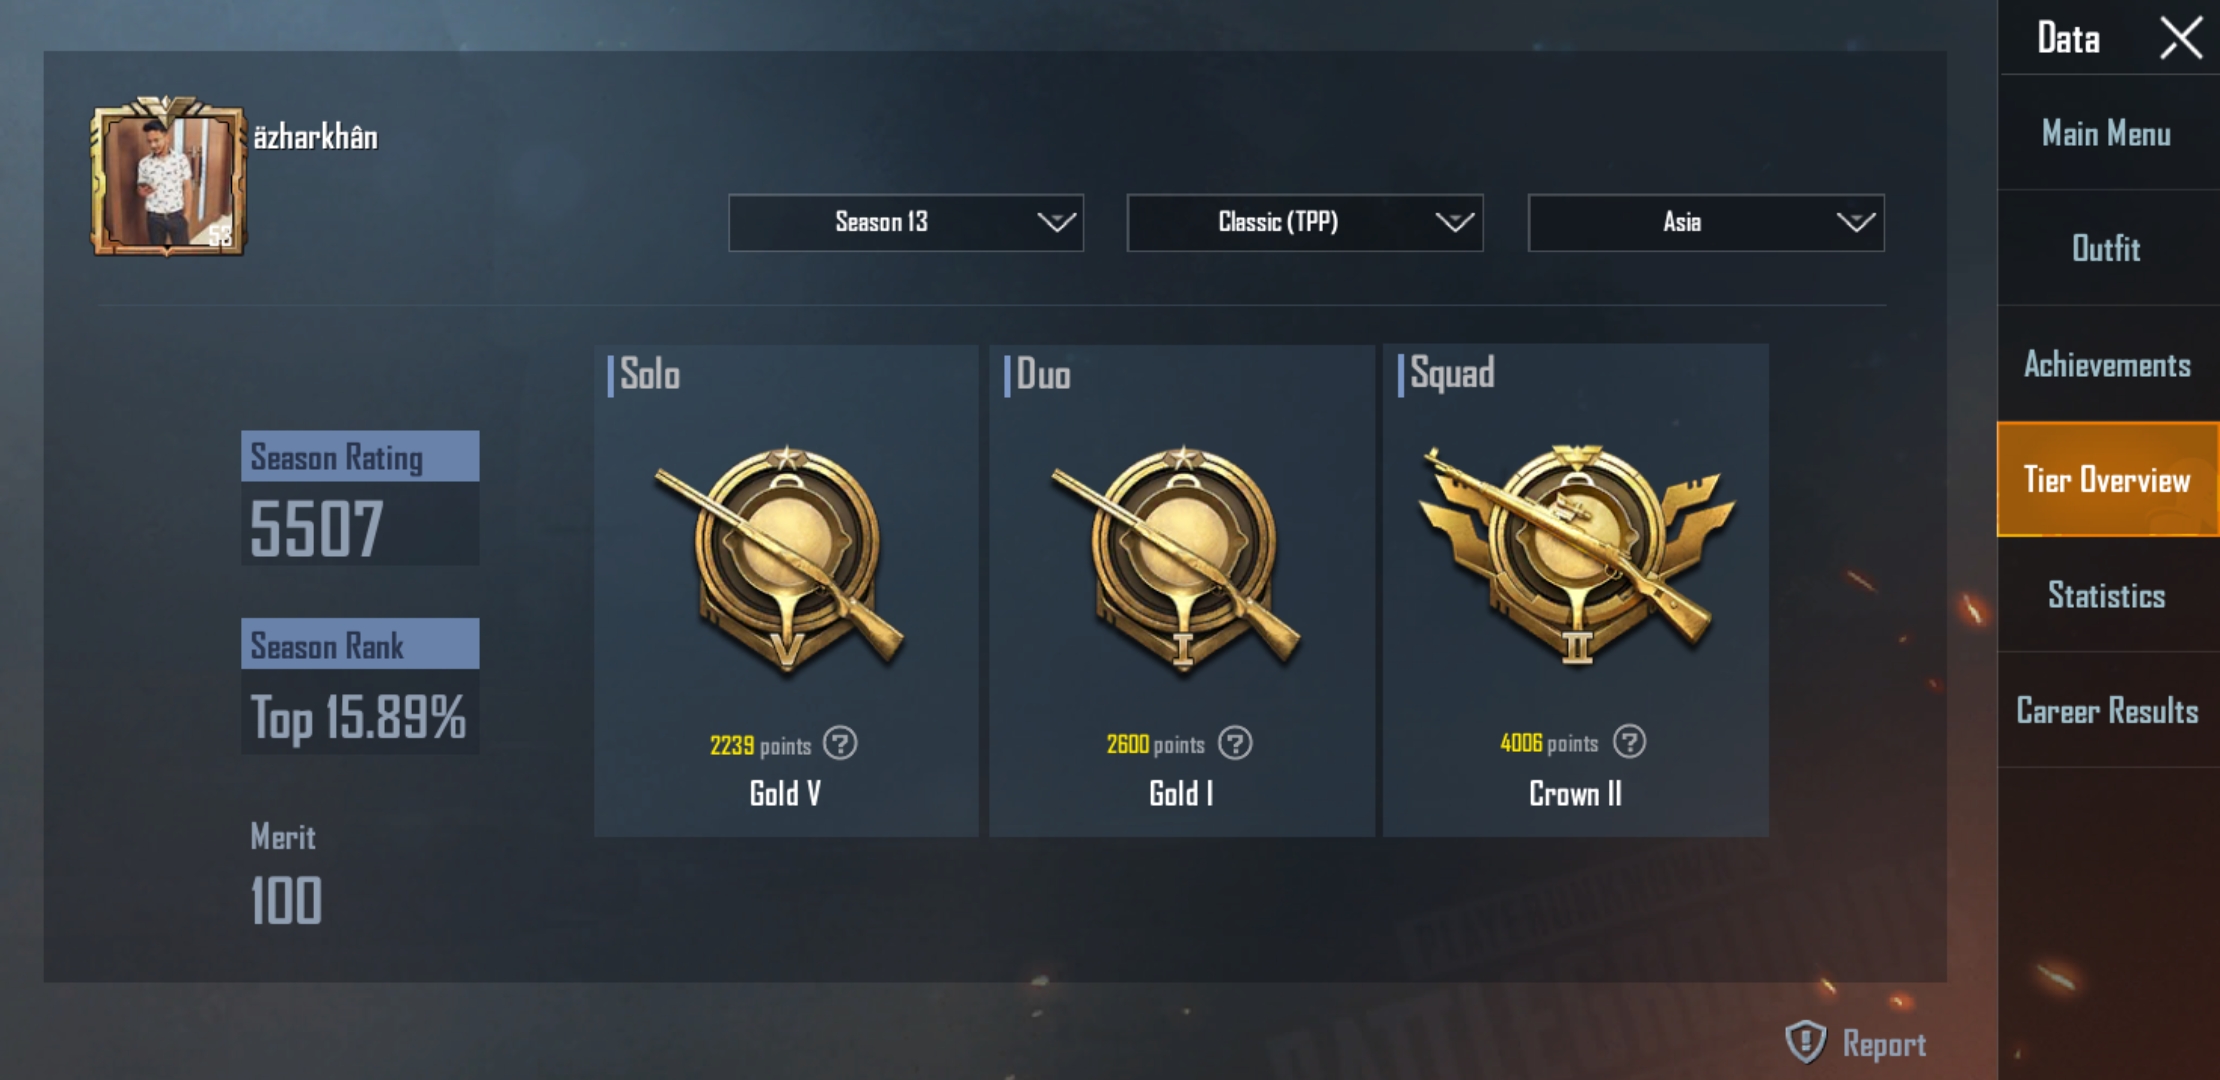 äzharkhân
53
Season 13
Classic (TPP)
Asia
Season Rating
5507
Season Rank
Top 15.89%
Merit
100
Solo
V
2239 points ?
Gold V
Duo
I
2600 points ?
Gold I
Squad
II
4006 points ?
Crown II
PLAYERUNKNOWN'S
BATTLEGROUNDS
Report
Data
Main Menu
Outfit
Achievements
Tier Overview
Statistics
Career Results